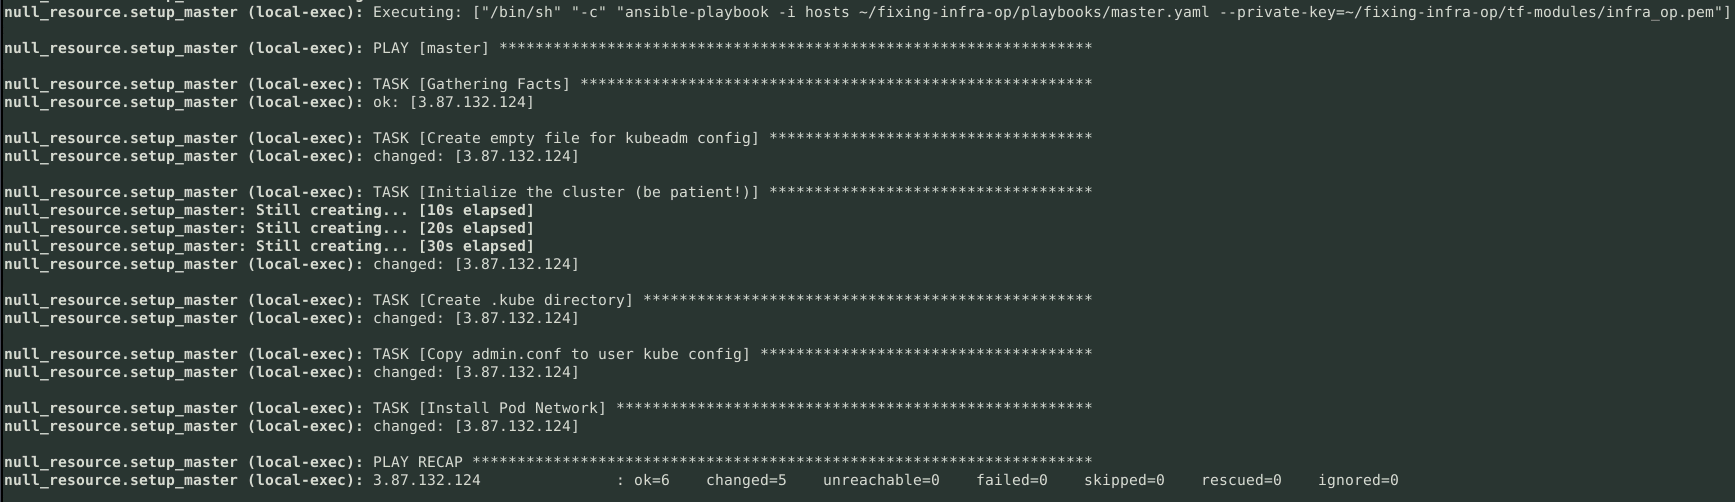 null_resource.setup_master (local-exec): Executing: ["/bin/sh" "-c" "ansible-playbook -i hosts ~/fixing-infra-op/playbooks/master.yaml --private-key=~/fixing-infra-op/tf-modules/infra_op.pem"]
null_resource.setup_master (local-exec): PLAY [master] ******************************************************************
null_resource.setup_master (local-exec): TASK [Gathering Facts] *********************************************************
null_resource.setup_master (local-exec): ok: [3.87.132.124]
null_resource.setup_master (local-exec): TASK [Create empty file for kubeadm config] ************************************
null_resource.setup_master (local-exec): changed: [3.87.132.124]
null_resource.setup_master (local-exec): TASK [Initialize the cluster (be patient!)] ************************************
null_resource.setup_master: Still creating... [10s elapsed]
null_resource.setup_master: Still creating... [20s elapsed]
null_resource.setup_master: Still creating... [30s elapsed]
null_resource.setup_master (local-exec): changed: [3.87.132.124]
null_resource.setup_master (local-exec): TASK [Create .kube directory] **************************************************
null_resource.setup_master (local-exec): changed: [3.87.132.124]
null_resource.setup_master (local-exec): TASK [Copy admin.conf to user kube config] *************************************
null_resource.setup_master (local-exec): changed: [3.87.132.124]
null_resource.setup_master (local-exec): TASK [Install Pod Network] *****************************************************
null_resource.setup_master (local-exec): changed: [3.87.132.124]
null_resource.setup_master (local-exec): PLAY RECAP *********************************************************************
null_resource.setup_master (local-exec): 3.87.132.124               : ok=6    changed=5    unreachable=0    failed=0    skipped=0    rescued=0    ignored=0